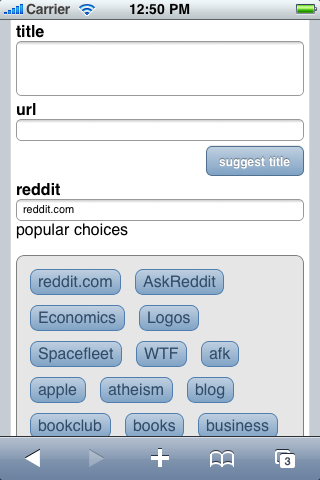 Carrier 12:50 PM
title
url
suggest title
reddit
reddit.com
popular choices
reddit.com AskReddit
Economics Logos
Spacefleet WTF afk
apple atheism blog
bookclub books business
3